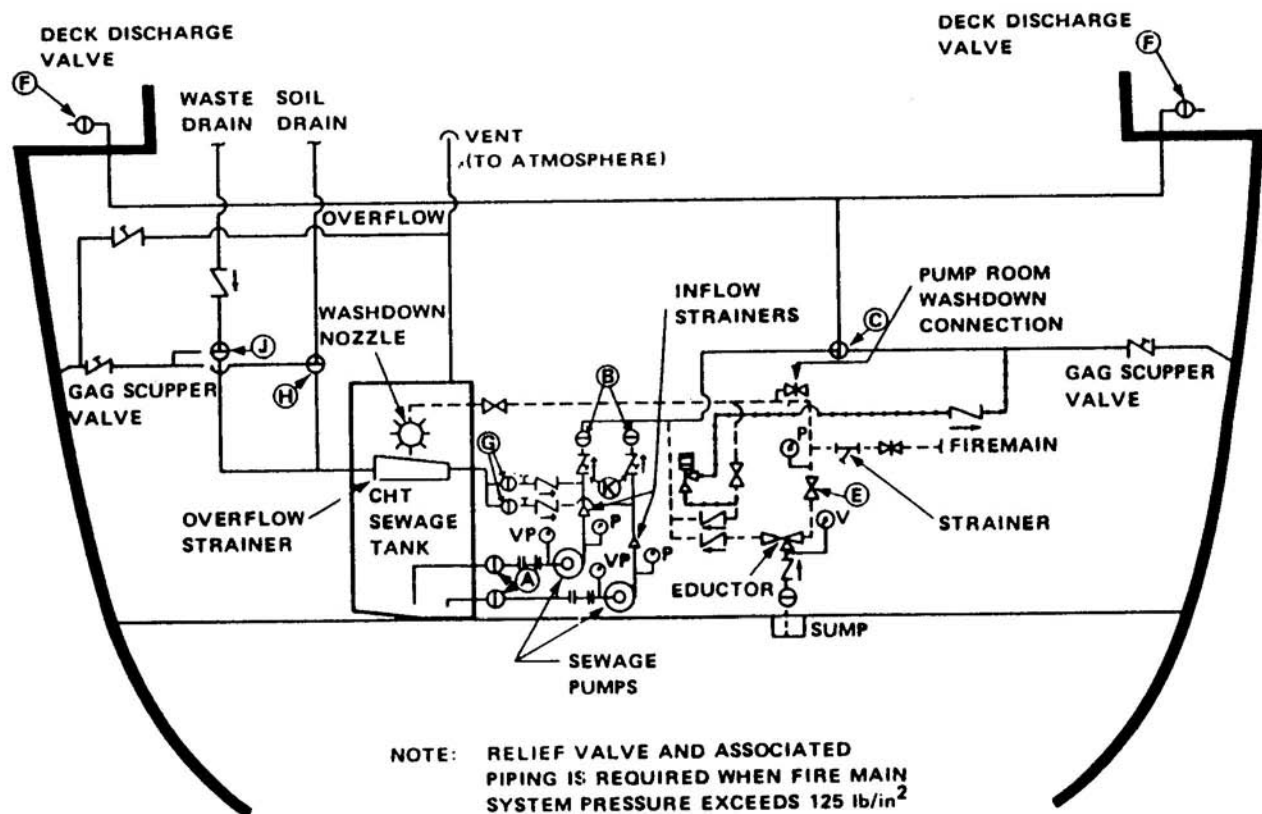 DECK DISCHARGE
VALVE
F
WASTE
DRAIN
SOIL
DRAIN
VENT
(TO ATMOSPHERE)
DECK DISCHARGE
VALVE
F
OVERFLOW
WASHDOWN
NOZZLE
INFLOW
STRAINERS
PUMP ROOM
WASHDOWN
CONNECTION
C
J
H
GAG SCUPPER
VALVE
B
GAG SCUPPER
VALVE
G
K
P
FIREMAIN
E
V
STRAINER
OVERFLOW
STRAINER
CHT
SEWAGE
TANK
VP
P
VP
P
A
EDUCTOR
SUMP
SEWAGE
PUMPS
NOTE: RELIEF VALVE AND ASSOCIATED
PIPING IS REQUIRED WHEN FIRE MAIN
SYSTEM PRESSURE EXCEEDS 125 lb/in²